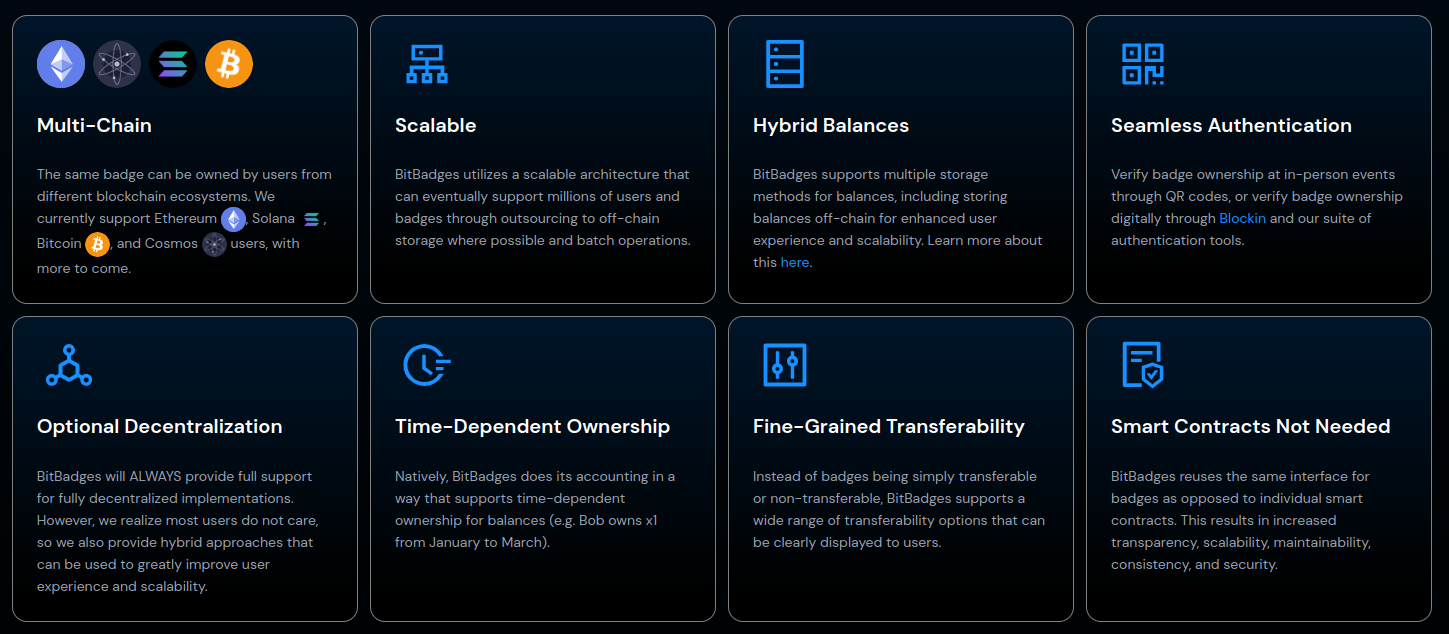 Multi-Chain
The same badge can be owned by users from
different blockchain ecosystems. We
currently support Ethereum , Solana ,
Bitcoin , and Cosmos users, with
more to come.
Scalable
BitBadges utilizes a scalable architecture that
can eventually support millions of users and
badges through outsourcing to off-chain
storage where possible and batch operations.
Hybrid Balances
BitBadges supports multiple storage
methods for balances, including storing
balances off-chain for enhanced user
experience and scalability. Learn more about
this here.
Seamless Authentication
Verify badge ownership at in-person events
through QR codes, or verify badge ownership
digitally through Blockin and our suite of
authentication tools.
Optional Decentralization
BitBadges will ALWAYS provide full support
for fully decentralized implementations.
However, we realize most users do not care,
so we also provide hybrid approaches that
can be used to greatly improve user
experience and scalability.
Time-Dependent Ownership
Natively, BitBadges does its accounting in a
way that supports time-dependent
ownership for balances (e.g. Bob owns x1
from January to March).
Fine-Grained Transferability
Instead of badges being simply transferable
or non-transferable, BitBadges supports a
wide range of transferability options that can
be clearly displayed to users.
Smart Contracts Not Needed
BitBadges reuses the same interface for
badges as opposed to individual smart
contracts. This results in increased
transparency, scalability, maintainability,
consistency, and security.